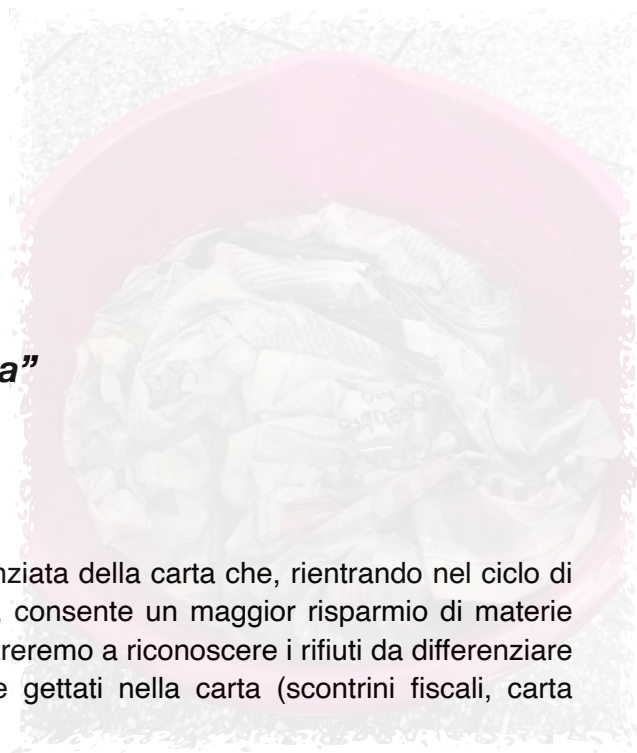 a”
nziata della carta che, rientrando nel ciclo di
, consente un maggior risparmio di materie
reremo a riconoscere i rifiuti da differenziare
e gettati nella carta (scontrini fiscali, carta